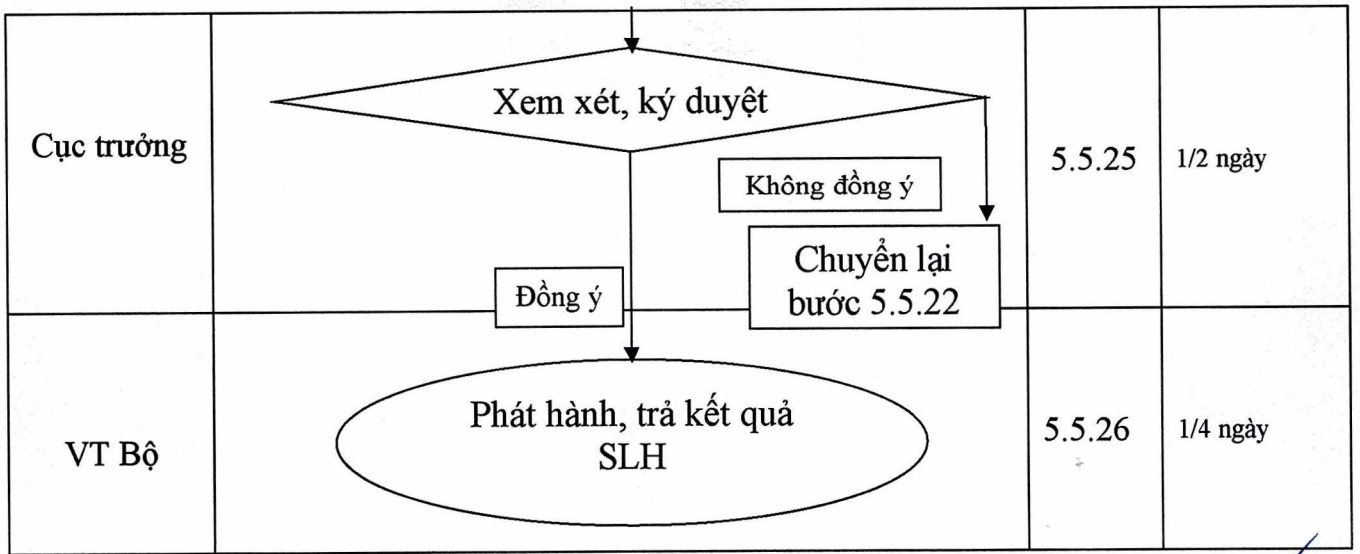 Cục trưởng
Xem xét, ký duyệt
Không đồng ý
Chuyển lại
bước 5.5.22
Đồng ý
5.5.25
1/2 ngày
VT Bộ
Phát hành, trả kết quả
SLH
5.5.26
1/4 ngày